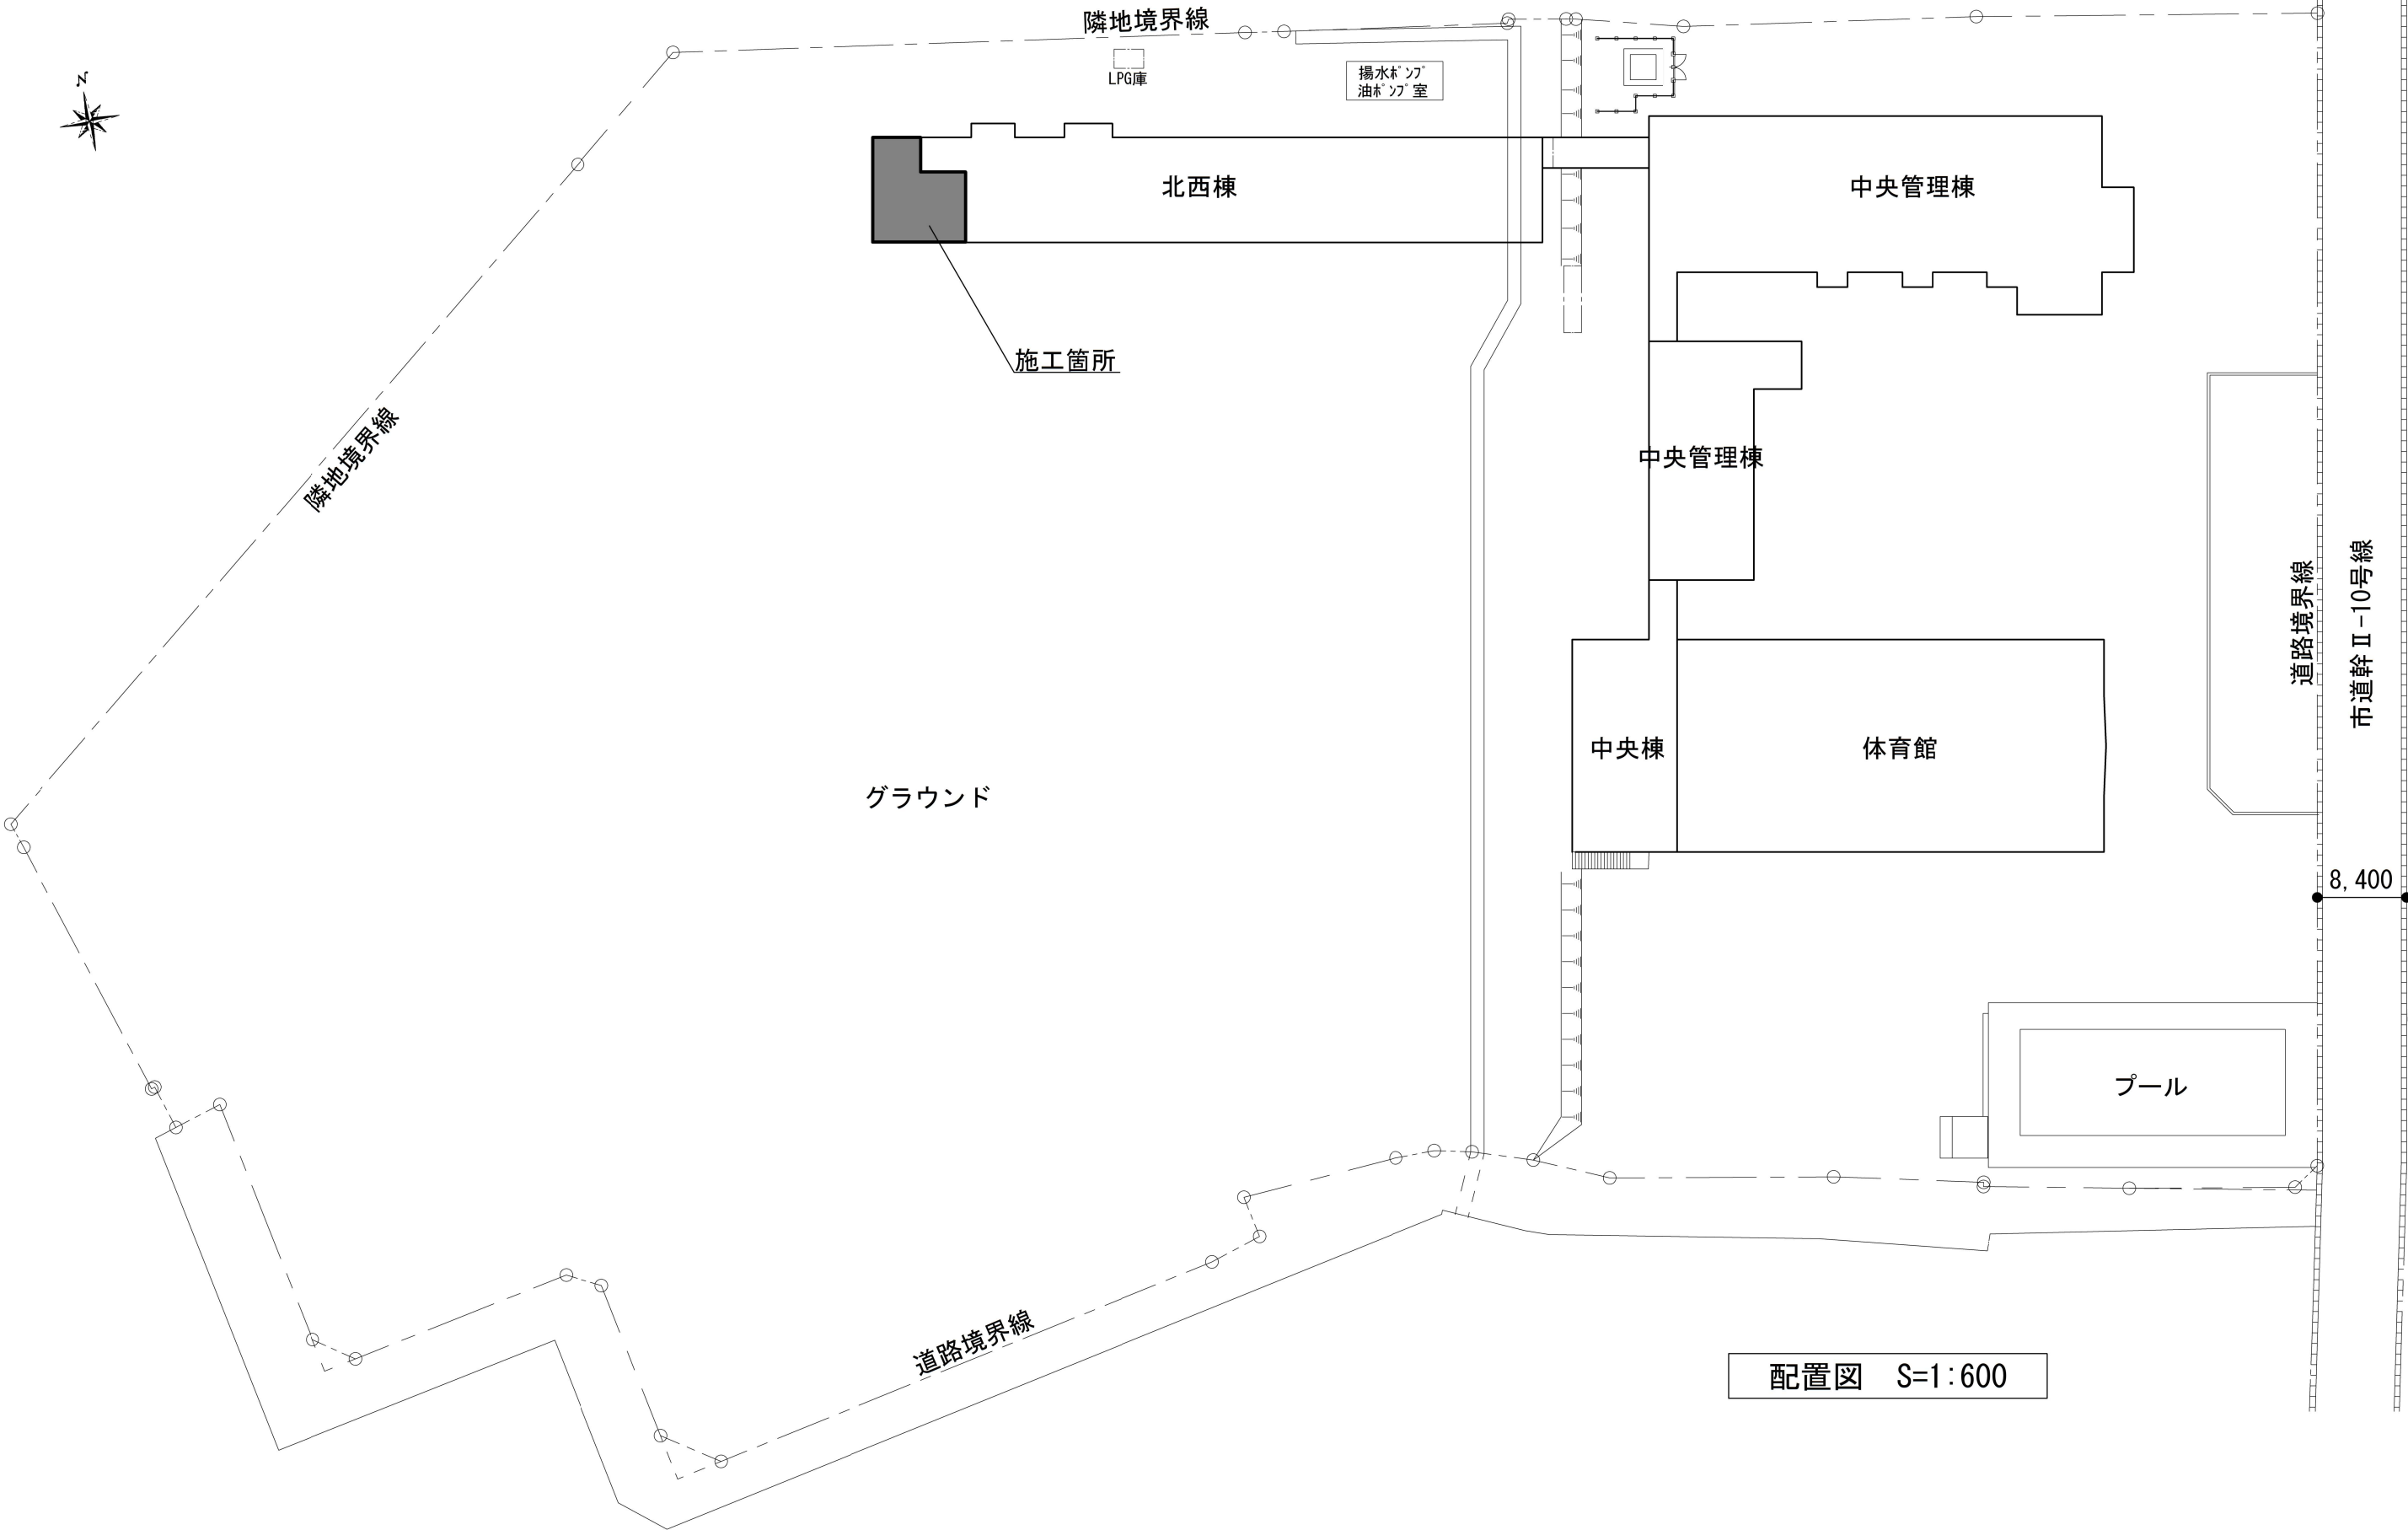 隣地境界線
N
LPG庫
揚水ﾎﾟﾝﾌﾟ
油ﾎﾟﾝﾌﾟ室
北西棟
中央管理棟
施工箇所
隣地境界線
中央管理棟
道路境界線
市道幹Ⅱ-10号線
中央棟
体育館
グラウンド
8,400
プール
道路境界線
配置図　S=1:600